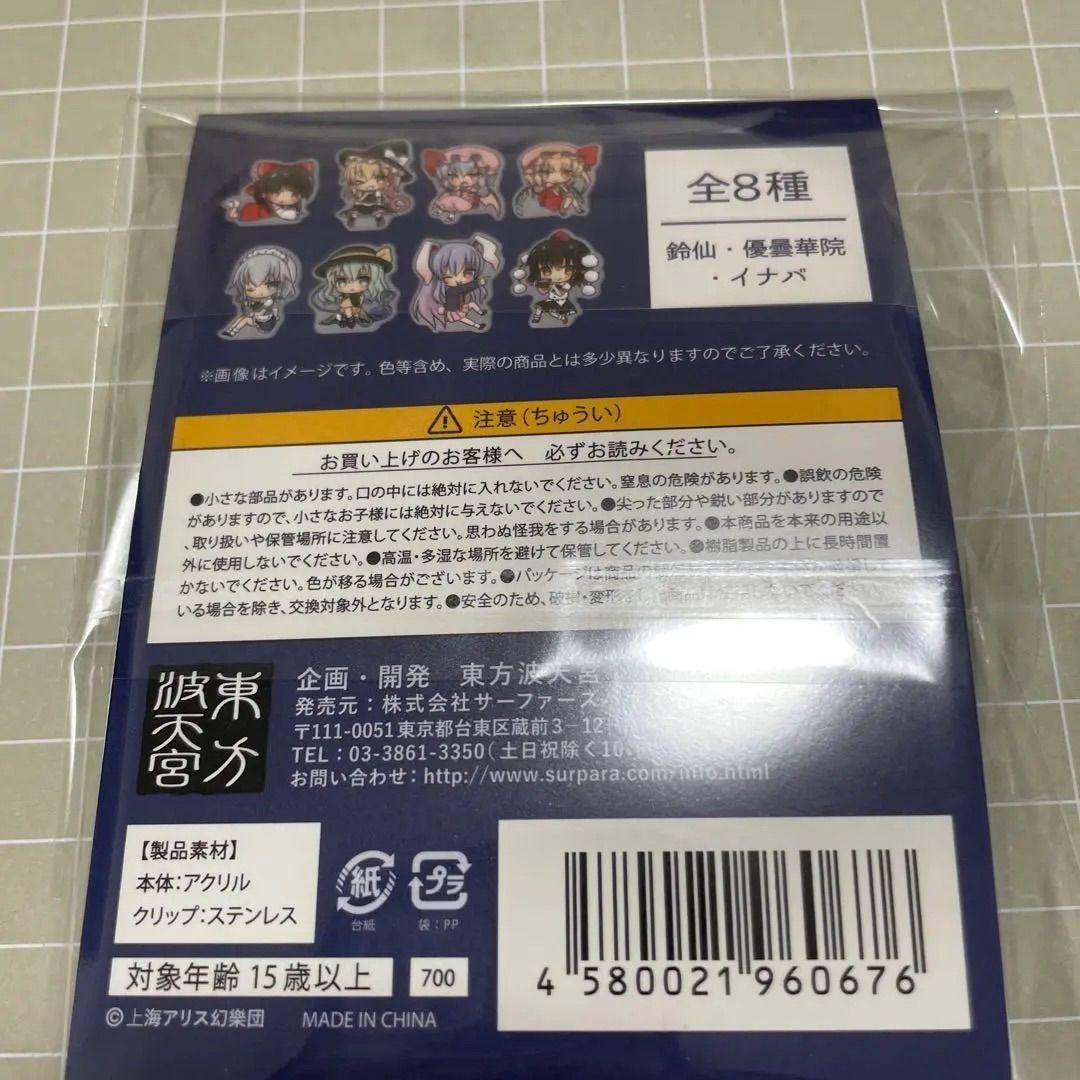 全8種
鈴仙・優曇華院
・イナバ
※画像はイメージです。色等含め、実際の商品とは多少異なりますのでご了承ください。
注意（ちゅうい）
お買い上げのお客様へ　必ずお読みください。
●小さな部品があります。口の中には絶対に入れないでください。窒息の危険があります。●誤飲の危険
がありますので、小さなお子様には絶対に与えないでください。●尖った部分や鋭い部分がありますので
、取り扱いや保管場所に注意してください。思わぬ怪我をする場合があります。●本商品を本来の用途以
外に使用しないでください。●高温・多湿な場所を避けて保管してください。●樹脂製品の上に長時間置
かないでください。色が移る場合がございます。●パッケージは商品の
いる場合を除き、交換対象外となります。●安全のため、破損・変形
東方
波天宮
企画・開発　東方波天宮
発売元：株式会社サーファーズ
〒111-0051 東京都台東区蔵前3-12-
TEL：03-3861-3350（土日祝除く10
お問い合わせ：http://www.surpara.com/info.html
【製品素材】
本体：アクリル
クリップ：ステンレス
紙
台紙
プラ
袋：PP
対象年齢 15歳以上
700
©上海アリス幻樂団　MADE IN CHINA
4 580021 960676